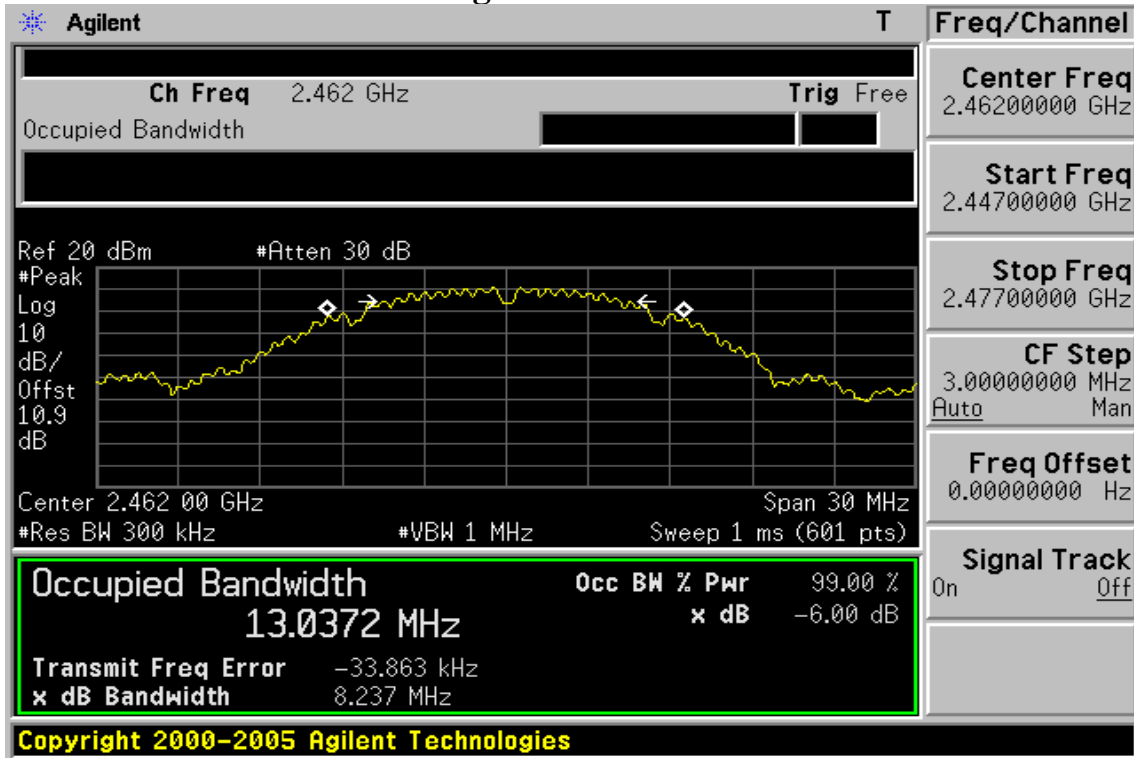 Agilent T Freq/Channel
Ch Freq 2.462 GHz Trig Free
Occupied Bandwidth
Center Freq
2.46200000 GHz
Start Freq
2.44700000 GHz
Stop Freq
2.47700000 GHz
CF Step
3.00000000 MHz
Auto Man
Freq Offset
0.00000000 Hz
Signal Track
On Off
Ref 20 dBm #Atten 30 dB
#Peak
Log
10
dB/
Offst
10.9
dB
Center 2.462 00 GHz Span 30 MHz
#Res BW 300 kHz #VBW 1 MHz Sweep 1 ms (601 pts)
Occupied Bandwidth Occ BW % Pwr 99.00 %
13.0372 MHz x dB -6.00 dB
Transmit Freq Error -33.863 kHz
x dB Bandwidth 8.237 MHz
Copyright 2000-2005 Agilent Technologies